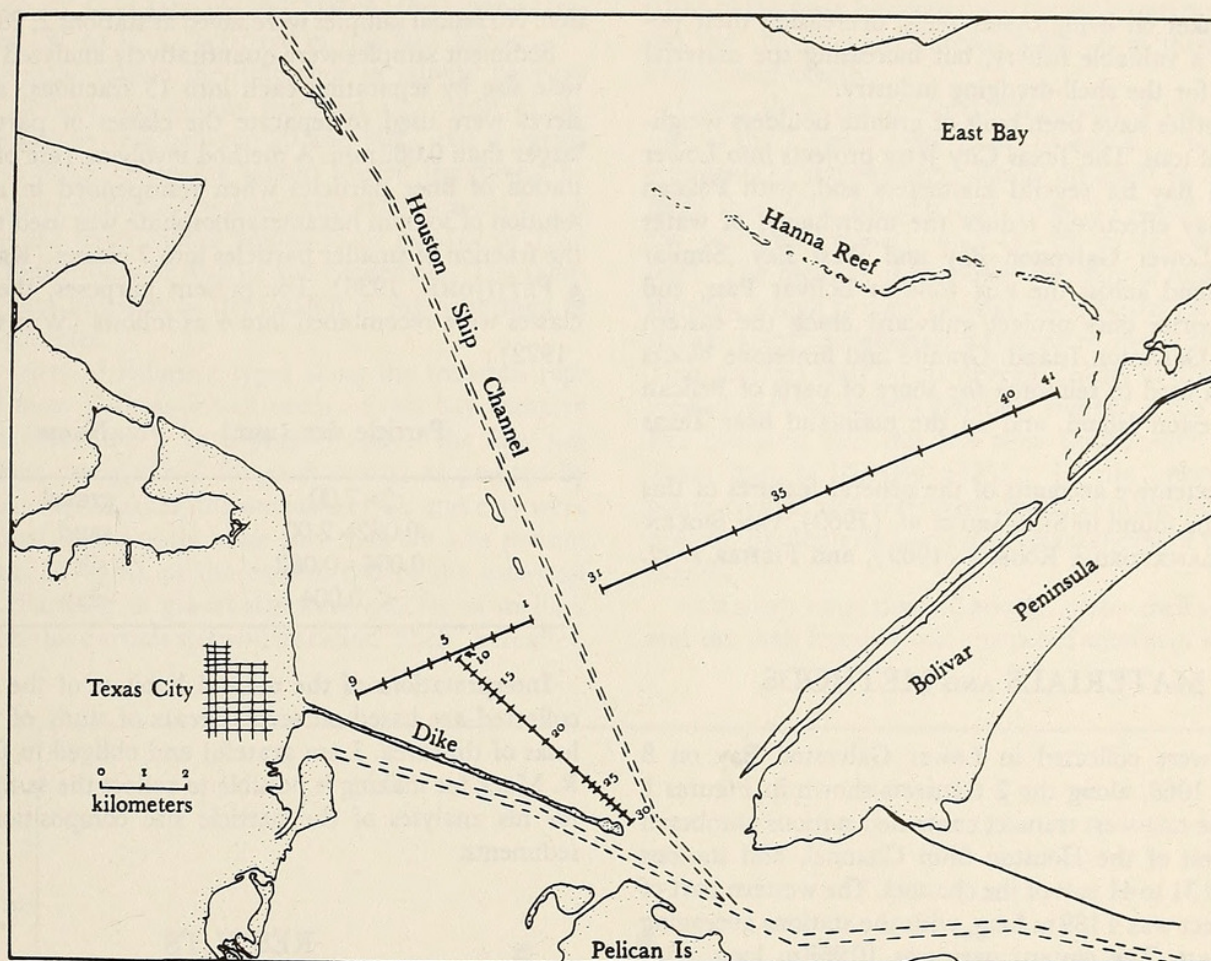 East Bay
Hanna Reef
Houston Ship Channel
41
40
35
31
1
5
9
10
15
20
25
30
Peninsula
Bolivar
Texas City
Dike
0 1 2
kilometers
Pelican Is